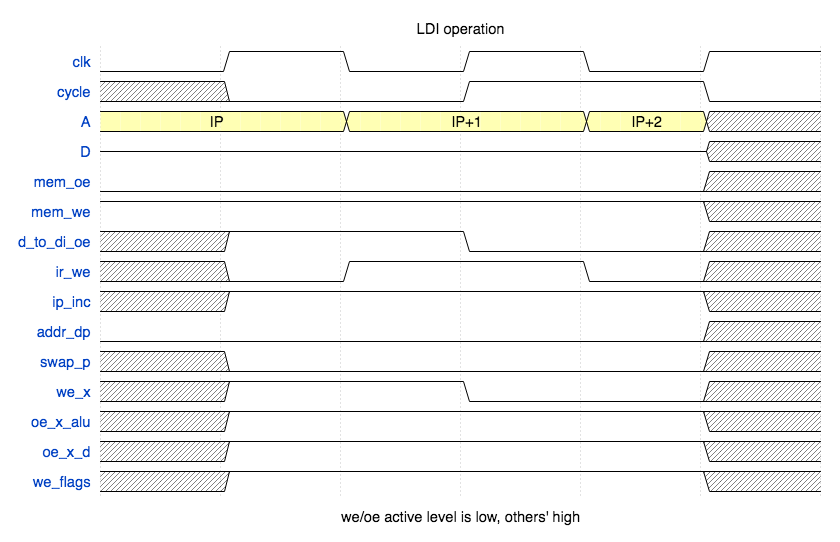 LDI operation
clk
cycle
A IP IP+1 IP+2
D
mem_oe
mem_we
d_to_di_oe
ir_we
ip_inc
addr_dp
swap_p
we_x
oe_x_alu
oe_x_d
we_flags
we/oe active level is low, others' high